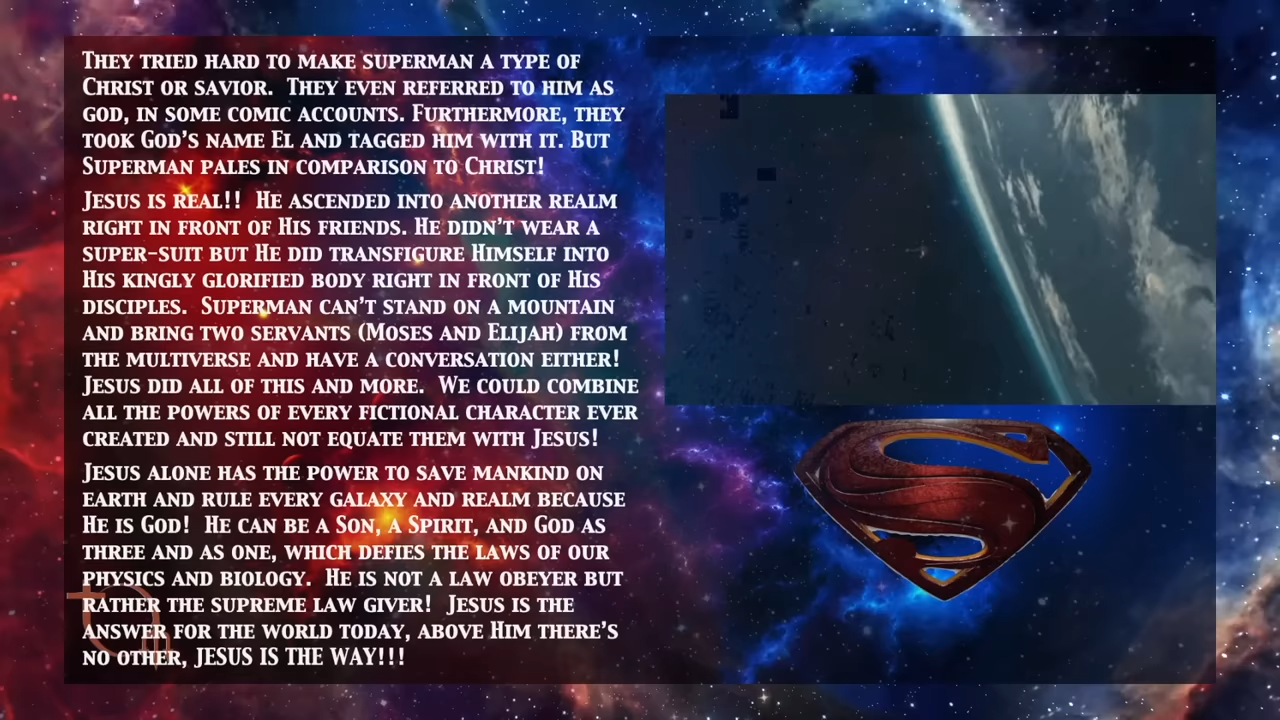 They tried hard to make superman a type of
Christ or savior. They even referred to him as
god, in some comic accounts. Furthermore, they
took God's name El and tagged him with it. But
Superman pales in comparison to Christ!
Jesus is real!! He ascended into another realm
right in front of His friends. He didn't wear a
super-suit but He did transfigure Himself into
His kingly glorified body right in front of His
disciples. Superman can't stand on a mountain
and bring two servants (Moses and Elijah) from
the multiverse and have a conversation either!
Jesus did all of this and more. We could combine
all the powers of every fictional character ever
created and still not equate them with Jesus!
Jesus alone has the power to save mankind on
earth and rule every galaxy and realm because
He is God! He can be a Son, a Spirit, and God as
three and as one, which defies the laws of our
physics and biology. He is not a law obeyer but
rather the supreme law giver! Jesus is the
answer for the world today, above Him there's
no other, JESUS IS THE WAY!!!